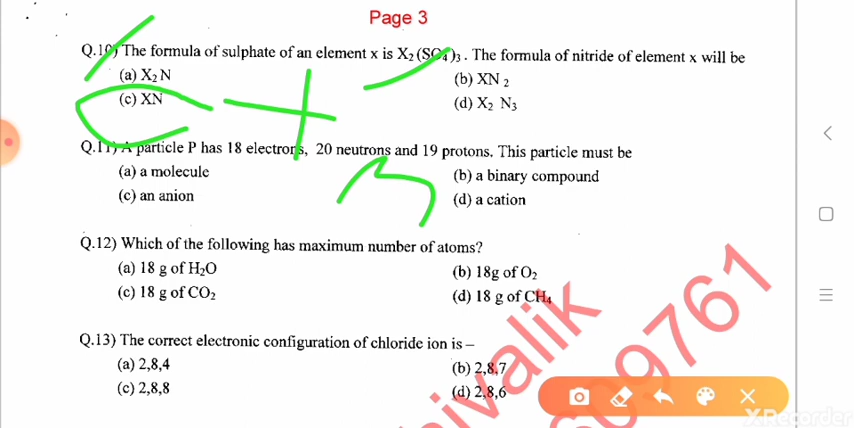 Page 3
Q.10) The formula of sulphate of an element x is X₂(SO₄)₃. The formula of nitride of element x will be
(a) X₂N
(b) XN₂
(c) XN
(d) X₂ N₃
Q.11) A particle P has 18 electrons, 20 neutrons and 19 protons. This particle must be
(a) a molecule
(b) a binary compound
(c) an anion
(d) a cation
Q.12) Which of the following has maximum number of atoms?
(a) 18 g of H₂O
(b) 18g of O₂
(c) 18 g of CO₂
(d) 18 g of CH₄
Q.13) The correct electronic configuration of chloride ion is –
(a) 2,8,4
(b) 2,8,7
(c) 2,8,8
(d) 2,8,6
XRecorder